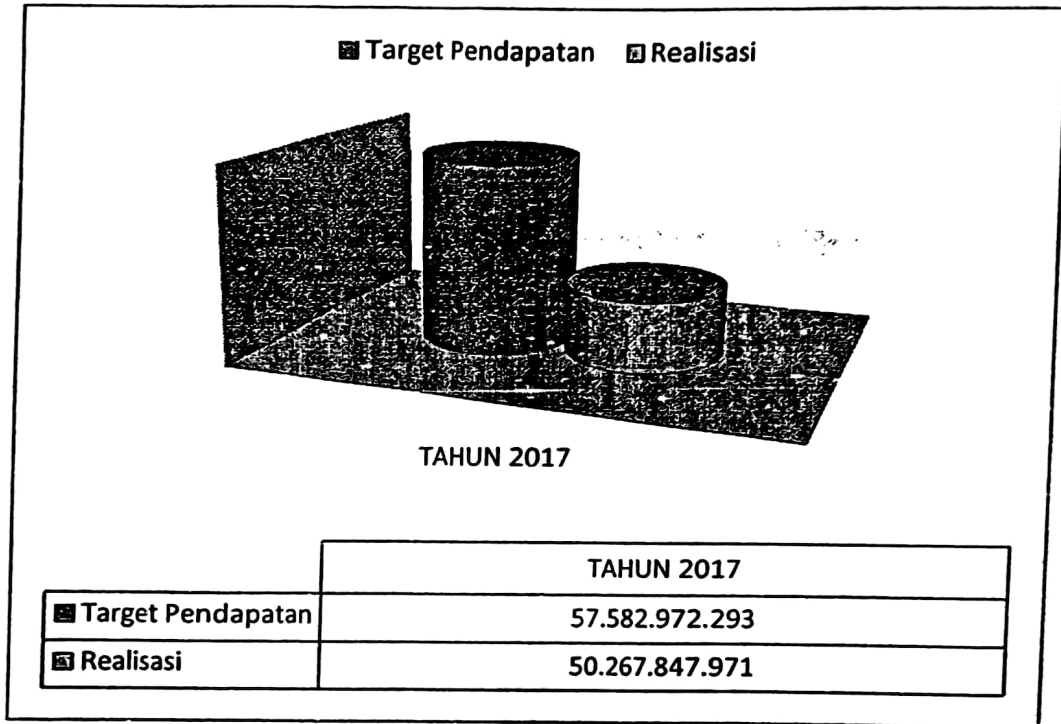 Target Pendapatan Realisasi
TAHUN 2017
TAHUN 2017
Target Pendapatan 57.582.972.293
Realisasi 50.267.847.971